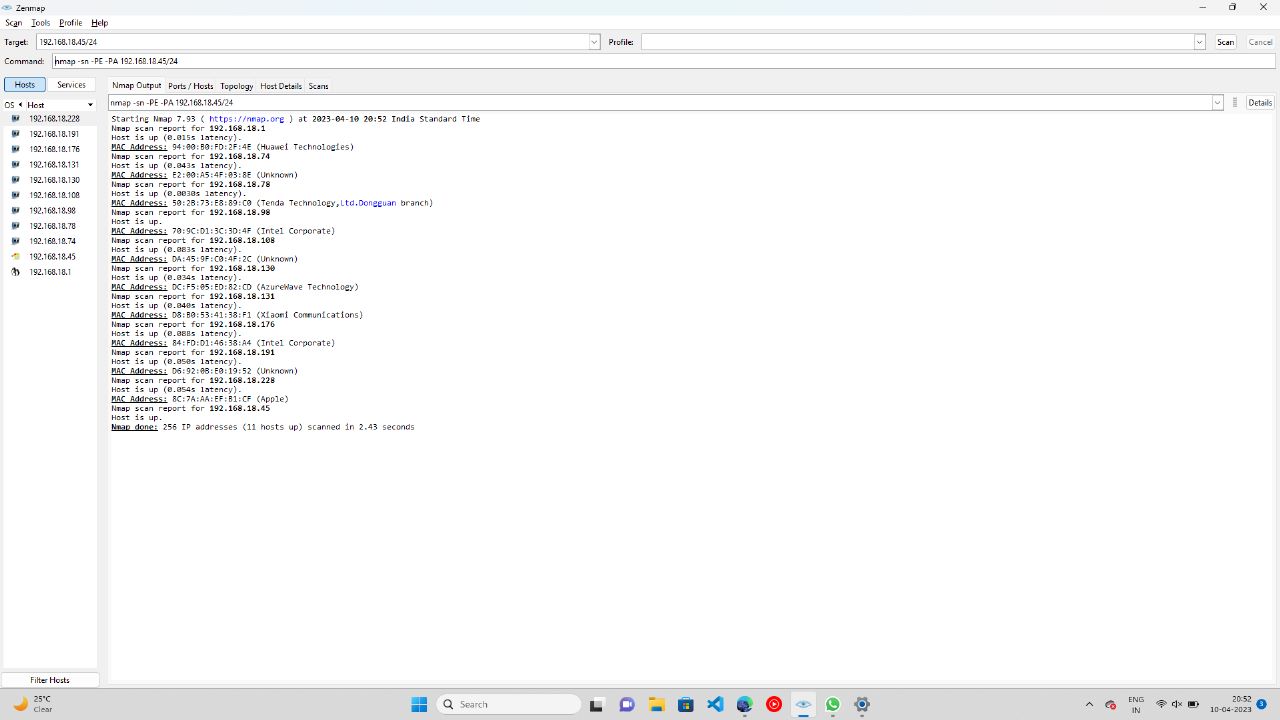 Zenmap
Scan Tools Profile Help
Target: 192.168.18.45/24 Profile: Scan Cancel
Command: nmap -sn -PE -PA 192.168.18.45/24
Hosts Services
Nmap Output Ports / Hosts Topology Host Details Scans
OS Host
nmap -sn -PE -PA 192.168.18.45/24 Details
192.168.18.228
192.168.18.191
192.168.18.176
192.168.18.131
192.168.18.130
192.168.18.108
192.168.18.98
192.168.18.78
192.168.18.74
192.168.18.45
192.168.18.1
Starting Nmap 7.93 ( https://nmap.org ) at 2023-04-10 20:52 India Standard Time
Nmap scan report for 192.168.18.1
Host is up (0.015s latency).
MAC Address: 94:00:B0:FD:2F:4E (Huawei Technologies)
Nmap scan report for 192.168.18.74
Host is up (0.043s latency).
MAC Address: E2:00:A5:4F:03:8E (Unknown)
Nmap scan report for 192.168.18.78
Host is up (0.0030s latency).
MAC Address: 50:2B:73:E8:89:C0 (Tenda Technology,Ltd.Dongguan branch)
Nmap scan report for 192.168.18.98
Host is up.
MAC Address: 70:9C:D1:3C:3D:4F (Intel Corporate)
Nmap scan report for 192.168.18.108
Host is up (0.083s latency).
MAC Address: DA:45:9F:C0:4F:2C (Unknown)
Nmap scan report for 192.168.18.130
Host is up (0.034s latency).
MAC Address: DC:F5:05:ED:82:CD (AzureWave Technology)
Nmap scan report for 192.168.18.131
Host is up (0.040s latency).
MAC Address: D8:B0:53:41:38:F1 (Xiaomi Communications)
Nmap scan report for 192.168.18.176
Host is up (0.088s latency).
MAC Address: 84:FD:D1:46:38:A4 (Intel Corporate)
Nmap scan report for 192.168.18.191
Host is up (0.050s latency).
MAC Address: D6:92:0B:E0:19:52 (Unknown)
Nmap scan report for 192.168.18.228
Host is up (0.054s latency).
MAC Address: 8C:7A:AA:EF:B1:CF (Apple)
Nmap scan report for 192.168.18.45
Host is up.
Nmap done: 256 IP addresses (11 hosts up) scanned in 2.43 seconds
Filter Hosts
25°C
Clear
Search
ENG
IN
20:52
10-04-2023
3